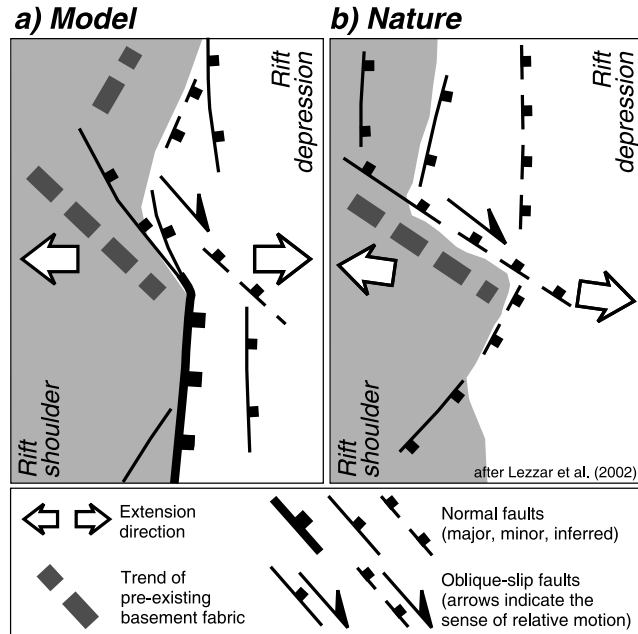 a) Model
b) Nature
Rift
depression
Rift
depression
Rift
shoulder
Rift
shoulder
after Lezzar et al. (2002)
Extension
direction
Normal faults
(major, minor, inferred)
Trend of
pre-existing
basement fabric
Oblique-slip faults
(arrows indicate the
sense of relative motion)